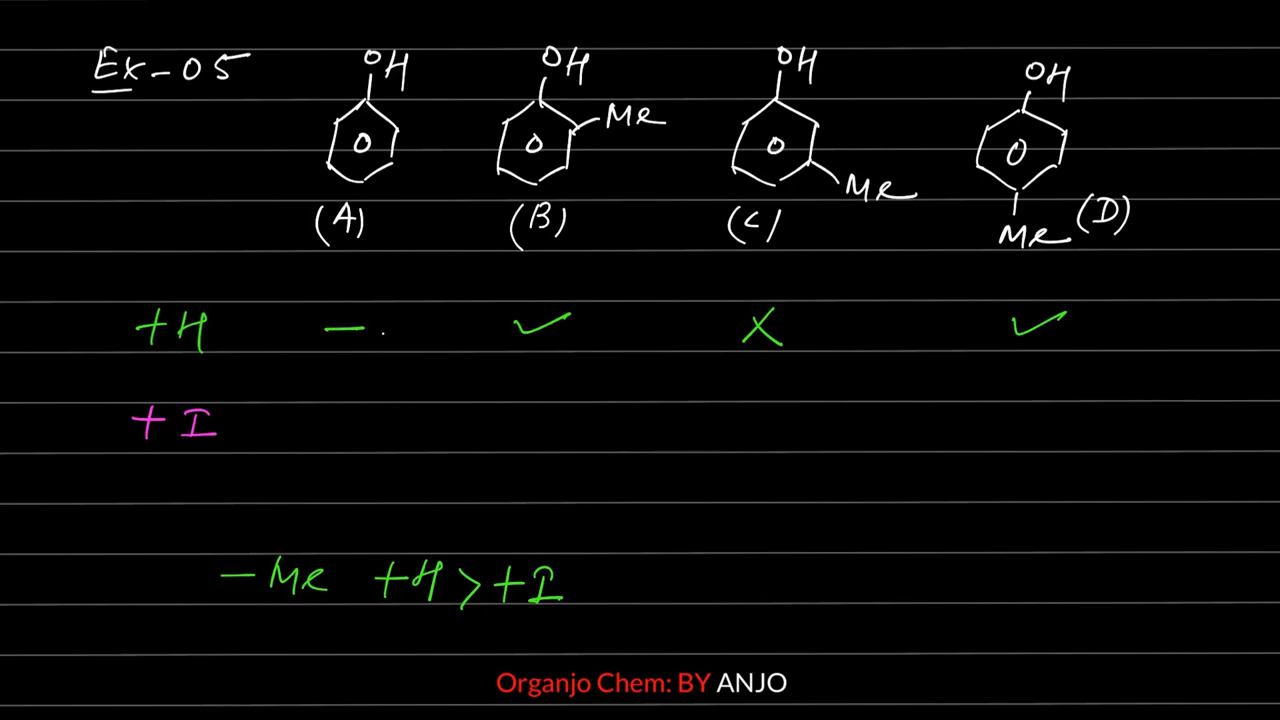 Ex-05 OH OH OH OH
Me
Me
(A) (B) (C) (D)
Me
+H — ✓ X ✓
+I
—Me +H > +I
Organjo Chem: BY ANJO